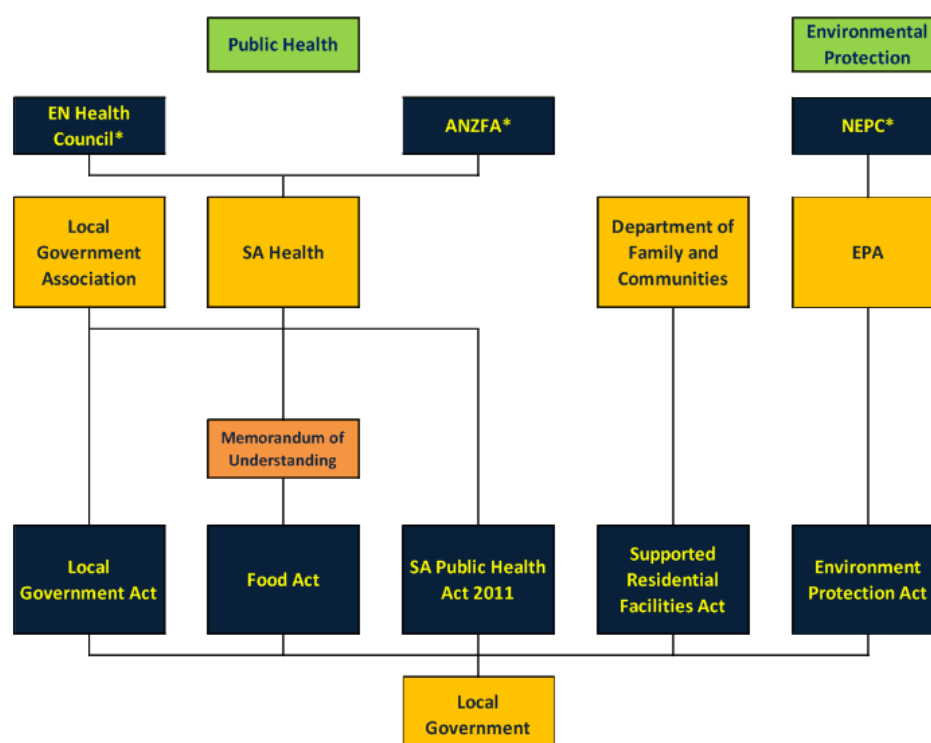 Public Health
Environmental
Protection
EN Health
Council*
ANZFA*
NEPC*
Local
Government
Association
SA Health
Department of
Family and
Communities
EPA
Memorandum of
Understanding
Local
Government Act
Food Act
SA Public Health
Act 2011
Supported
Residential
Facilities Act
Environment
Protection Act
Local
Government